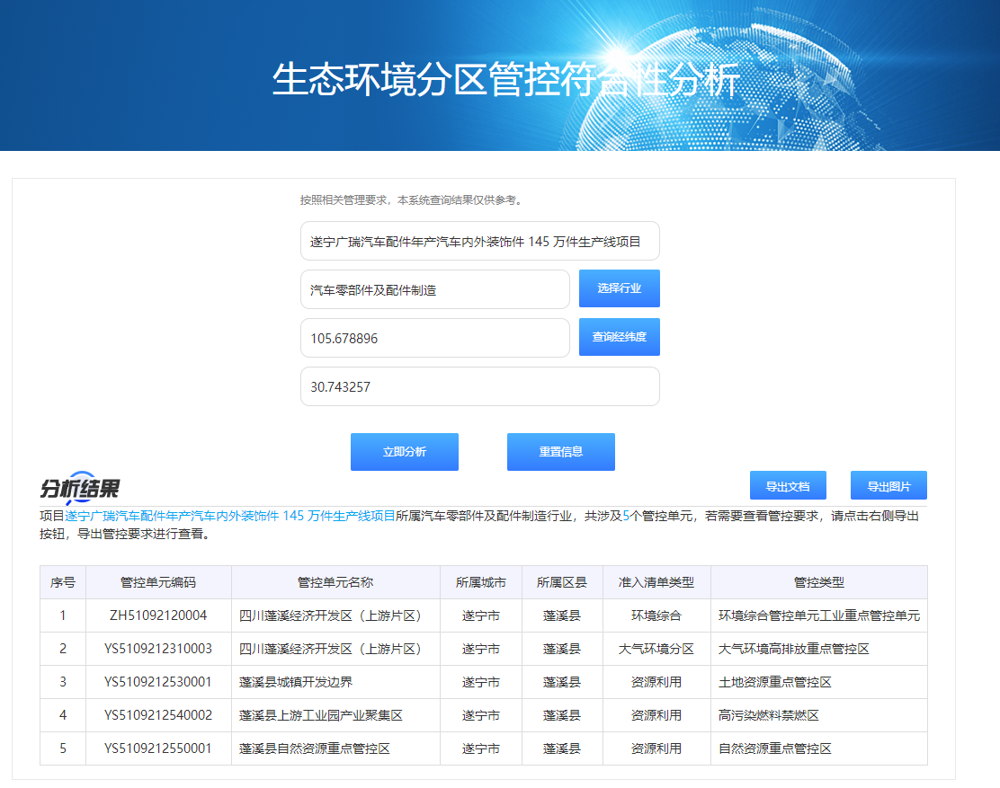 生态环境分区管控符合性分析
按照相关管理要求，本系统查询结果仅供参考。
遂宁广瑞汽车配件年产汽车内外装饰件 145 万件生产线项目
汽车零部件及配件制造 选择行业
105.678896 查询经纬度
30.743257
立即分析 重置信息
分析结果 导出文档 导出图片
项目遂宁广瑞汽车配件年产汽车内外装饰件 145 万件生产线项目所属汽车零部件及配件制造行业，共涉及5个管控单元，若需要查看管控要求，请点击右侧导出
按钮，导出管控要求进行查看。
序号 管控单元编码 管控单元名称 所属城市 所属区县 准入清单类型 管控类型
1 ZH51092120004 四川蓬溪经济开发区（上游片区） 遂宁市 蓬溪县 环境综合 环境综合管控单元工业重点管控单元
2 YS5109212310003 四川蓬溪经济开发区（上游片区） 遂宁市 蓬溪县 大气环境分区 大气环境高排放重点管控区
3 YS5109212530001 蓬溪县城镇开发边界 遂宁市 蓬溪县 资源利用 土地资源重点管控区
4 YS5109212540002 蓬溪县上游工业园产业聚集区 遂宁市 蓬溪县 资源利用 高污染燃料禁燃区
5 YS5109212550001 蓬溪县自然资源重点管控区 遂宁市 蓬溪县 资源利用 自然资源重点管控区